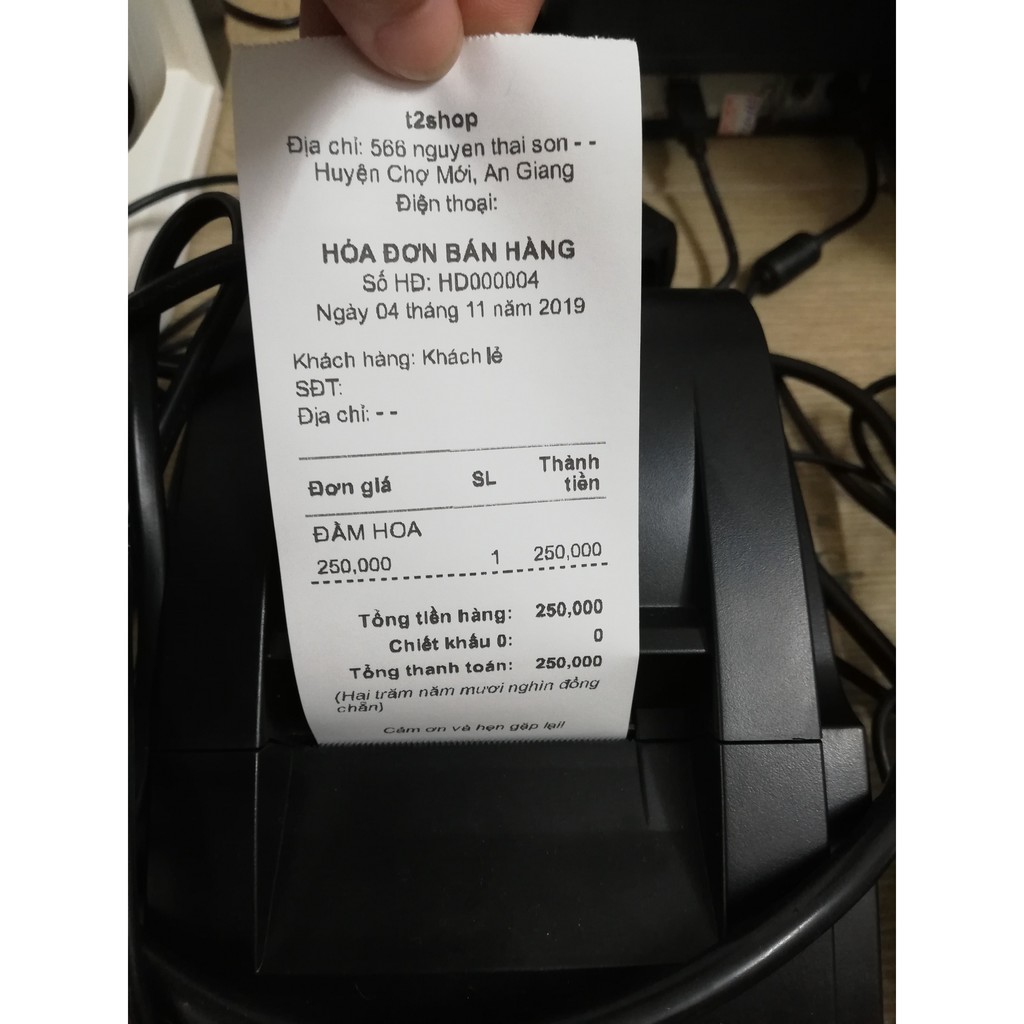 t2shop
Địa chỉ: 566 nguyen thai son - -
Huyện Chợ Mới, An Giang
Điện thoại:
HÓA ĐƠN BÁN HÀNG
Số HĐ: HD000004
Ngày 04 tháng 11 năm 2019
Khách hàng: Khách lẻ
SĐT:
Địa chỉ: - -
Đơn giá SL Thành tiền
ĐẦM HOA
250,000 1 250,000
Tổng tiền hàng: 250,000
Chiết khấu 0: 0
Tổng thanh toán: 250,000
(Hai trăm năm mươi nghìn đồng
chẵn)
Cảm ơn và hẹn gặp lại!